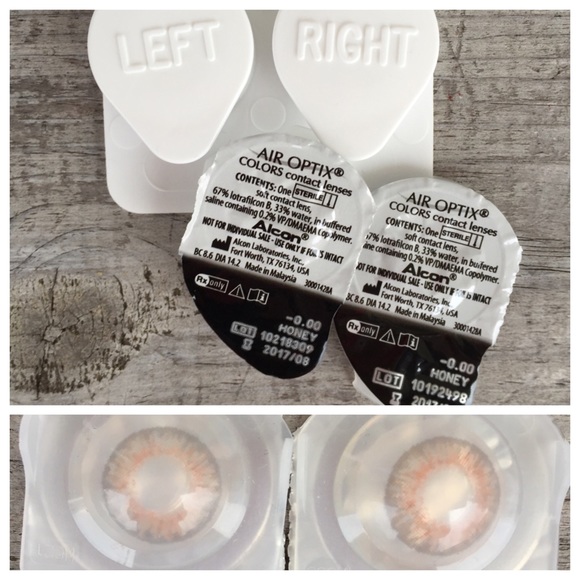 LEFT
RIGHT
AIR OPTIX®
COLORS contact lenses
CONTENTS: One STERILE
soft contact lens,
67% lotrafilcon B, 33% water, in buffered
saline containing 0.2% VP/DMAEMA copolymer.
Alcon®
NOT FOR INDIVIDUAL SALE - USE ONLY IF IS INTACT
Alcon Laboratories, Inc.
Fort Worth, TX 76134, USA
BC 8.6 DIA 14.2 Made in Malaysia 3000142A
Rx only
-0.00
HONEY
LOT 10218309
2017/08
AIR OPTIX®
COLORS contact lenses
CONTENTS: One STERILE
soft contact lens,
67% lotrafilcon B, 33% water, in buffered
saline containing 0.2% VP/DMAEMA copolymer.
Alcon®
NOT FOR INDIVIDUAL SALE - USE ONLY IF IS INTACT
Alcon Laboratories, Inc.
Fort Worth, TX 76134, USA
BC 8.6 DIA 14.2 Made in Malaysia 3000142A
Rx only
-0.00
HONEY
LOT 10192498